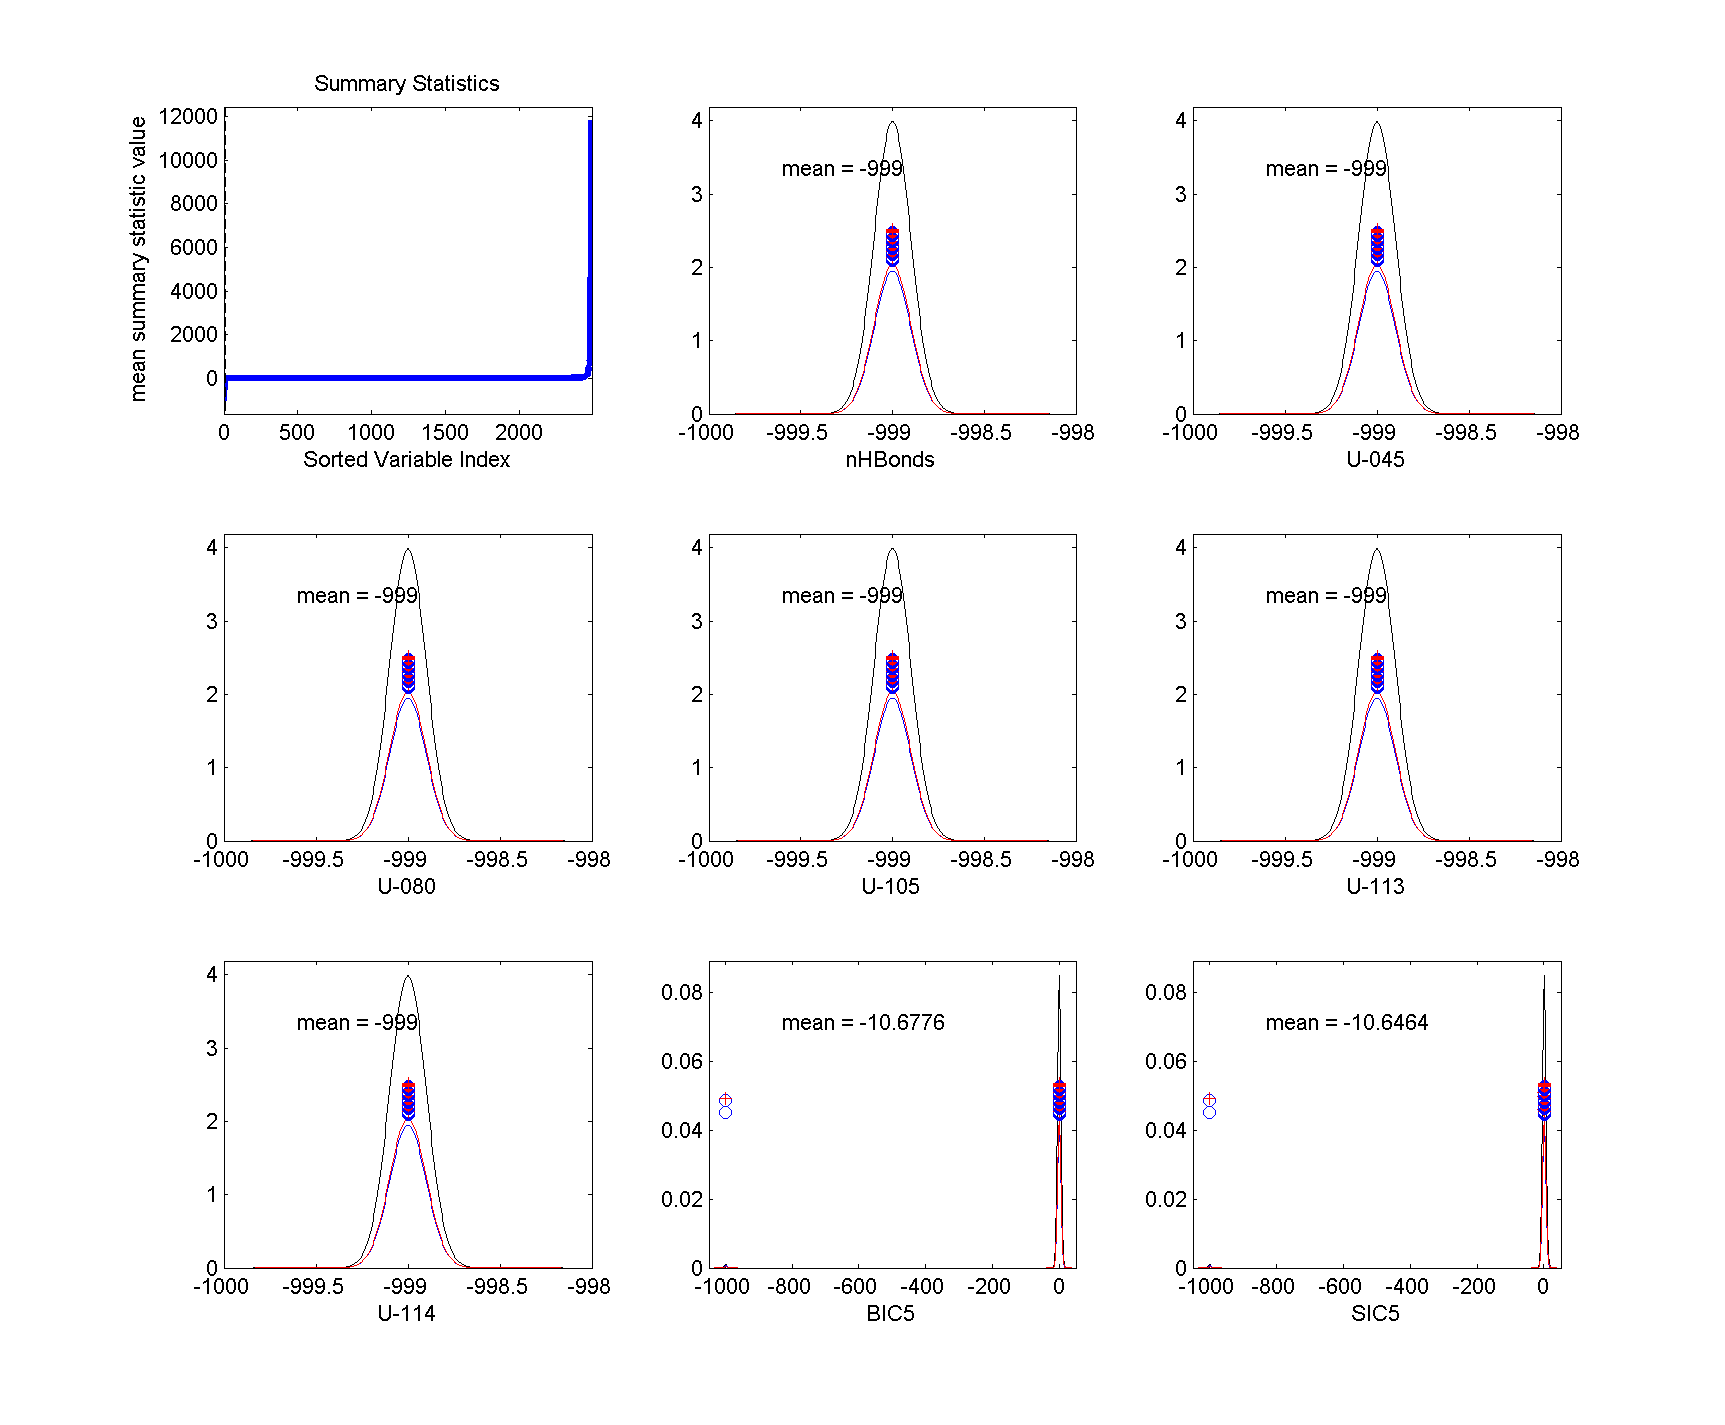 Summary Statistics
mean summary statistic value
12000
10000
8000
6000
4000
2000
0
0 500 1000 1500 2000
Sorted Variable Index
mean = -999
4
3
2
1
0
-1000 -999.5 -999 -998.5 -998
nHBonds
mean = -999
4
3
2
1
0
-1000 -999.5 -999 -998.5 -998
U-045
mean = -999
4
3
2
1
0
-1000 -999.5 -999 -998.5 -998
U-080
mean = -999
4
3
2
1
0
-1000 -999.5 -999 -998.5 -998
U-105
mean = -999
4
3
2
1
0
-1000 -999.5 -999 -998.5 -998
U-113
mean = -999
4
3
2
1
0
-1000 -999.5 -999 -998.5 -998
U-114
mean = -10.6776
0.08
0.06
0.04
0.02
0
-1000 -800 -600 -400 -200 0
BIC5
mean = -10.6464
0.08
0.06
0.04
0.02
0
-1000 -800 -600 -400 -200 0
SIC5